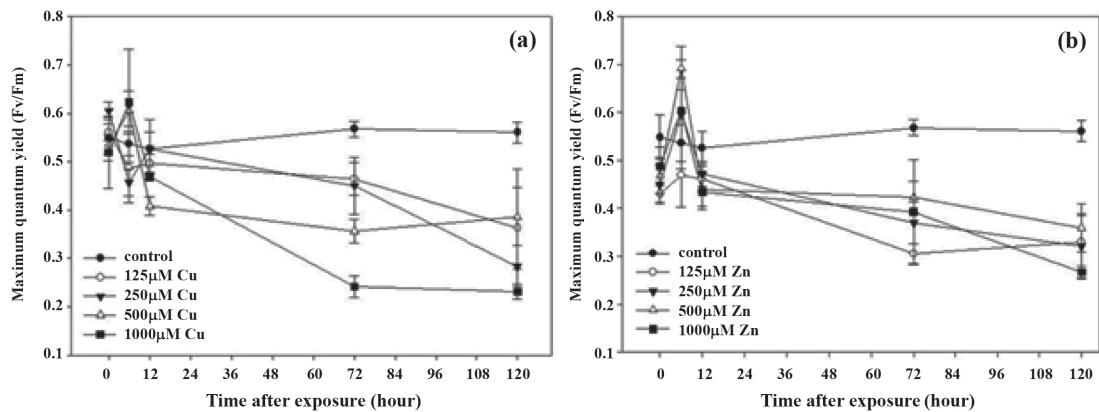 (a)
Maximum quantum yield (Fv/Fm)
0.8
0.7
0.6
0.5
0.4
0.3
0.2
0.1
control
125µM Cu
250µM Cu
500µM Cu
1000µM Cu
0 12 24 36 48 60 72 84 96 108 120
Time after exposure (hour)
(b)
Maximum quantum yield (Fv/Fm)
0.8
0.7
0.6
0.5
0.4
0.3
0.2
0.1
control
125µM Zn
250µM Zn
500µM Zn
1000µM Zn
0 12 24 36 48 60 72 84 96 108 120
Time after exposure (hour)